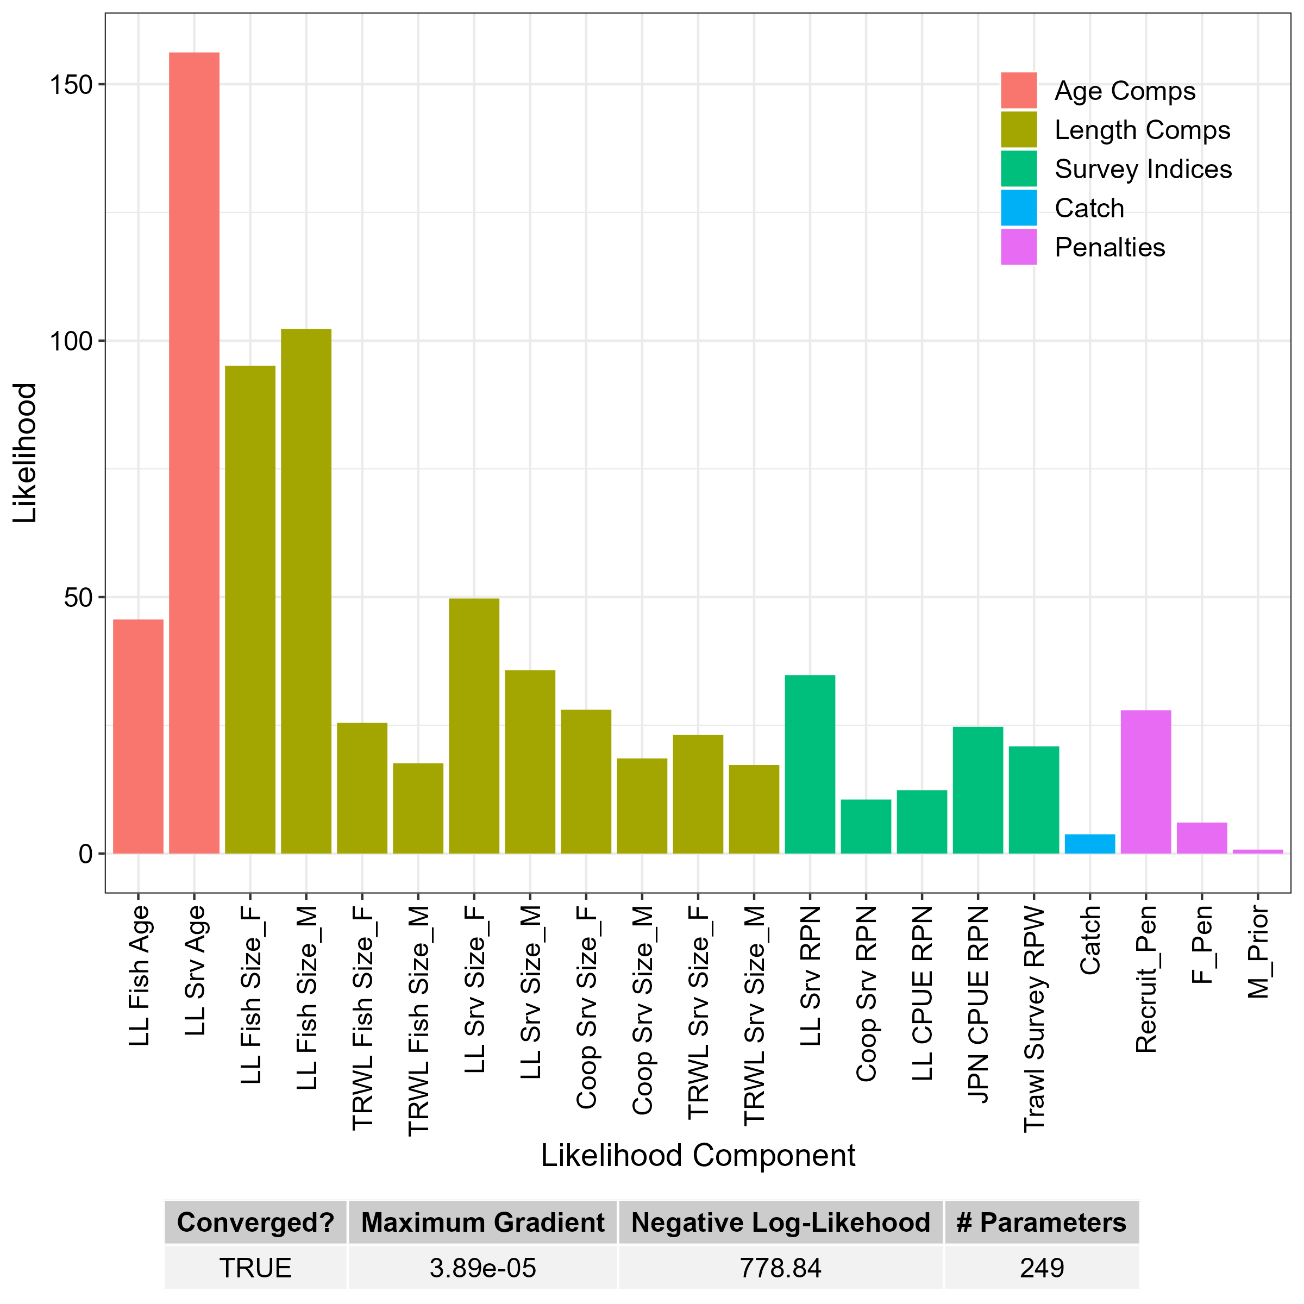 150
100
50
0
Likelihood
Age Comps
Length Comps
Survey Indices
Catch
Penalties
LL Fish Age
LL Srv Age
LL Fish Size_F
LL Fish Size_M
TRWL Fish Size_F
TRWL Fish Size_M
LL Srv Size_F
LL Srv Size_M
Coop Srv Size_F
Coop Srv Size_M
TRWL Srv Size_F
TRWL Srv Size_M
LL Srv RPN
Coop Srv RPN
LL CPUE RPN
JPN CPUE RPN
Trawl Survey RPW
Catch
Recruit_Pen
F_Pen
M_Prior
Likelihood Component
Converged? Maximum Gradient Negative Log-Likehood # Parameters
TRUE 3.89e-05 778.84 249